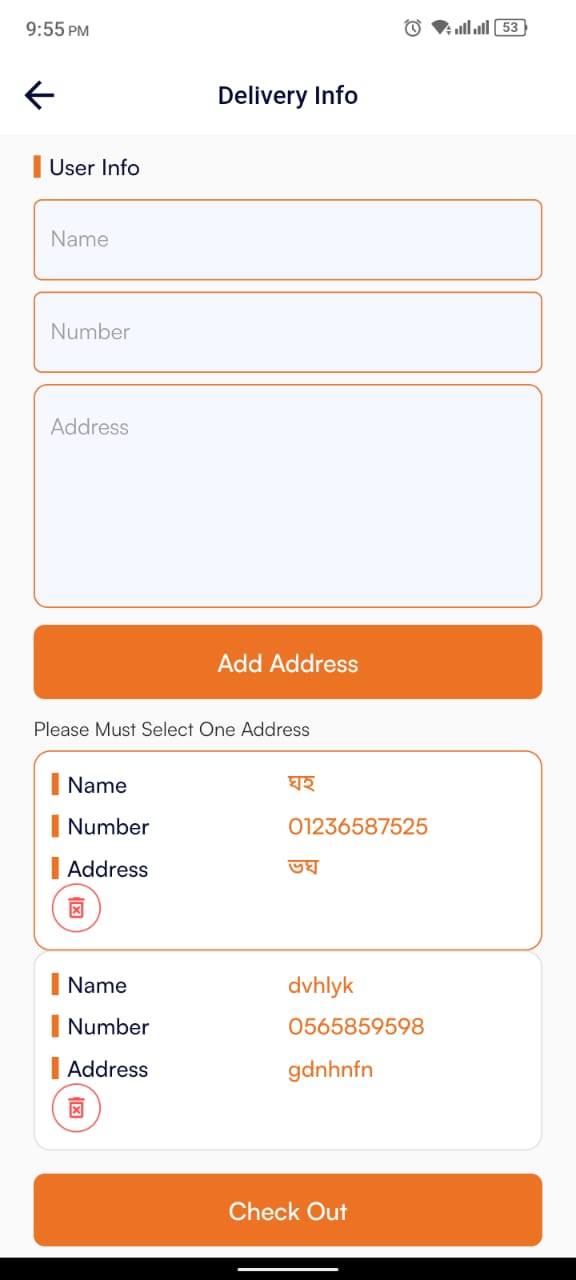 9:55 PM
53
Delivery Info
User Info
Name
Number
Address
Add Address
Please Must Select One Address
Name ঘহ
Number 01236587525
Address ভঘ
Name dvhlyk
Number 0565859598
Address gdnhnfn
Check Out